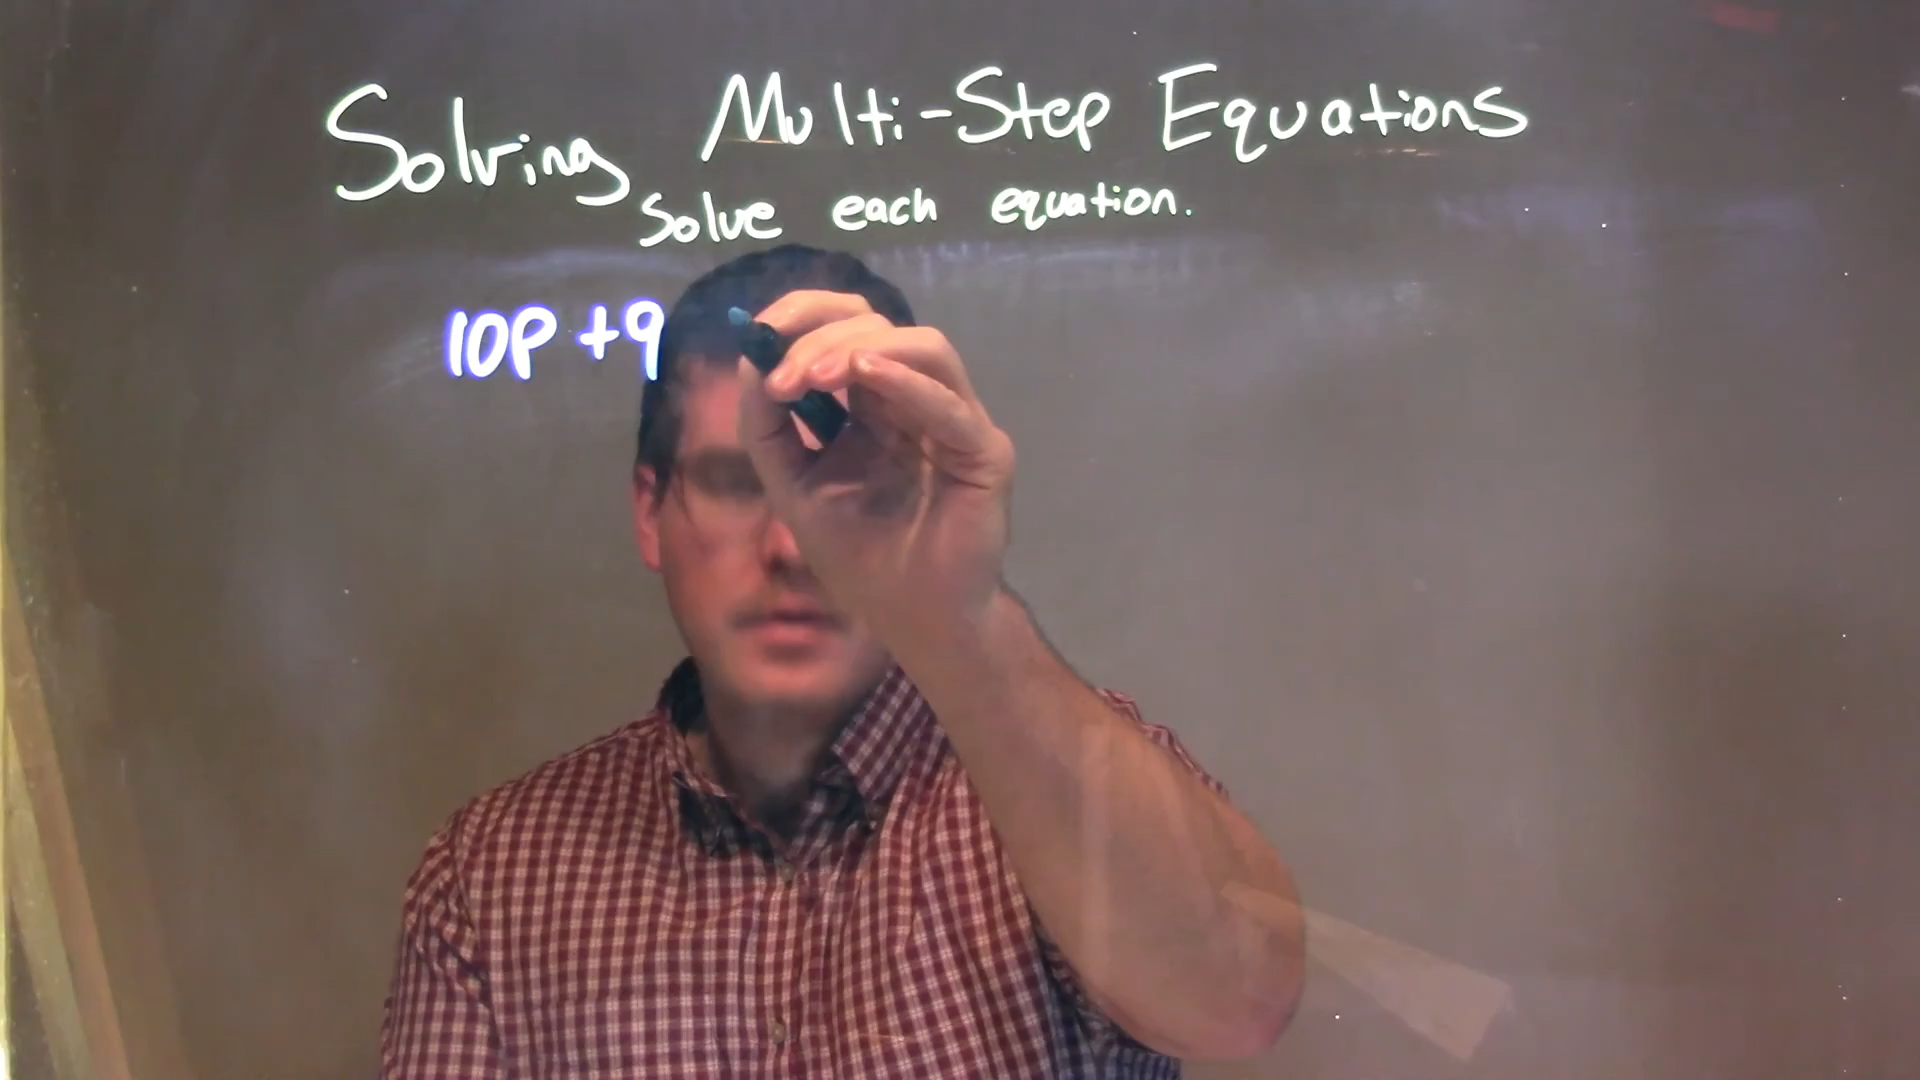 Solving Multi-Step Equations
Solve each equation.
10p + 9